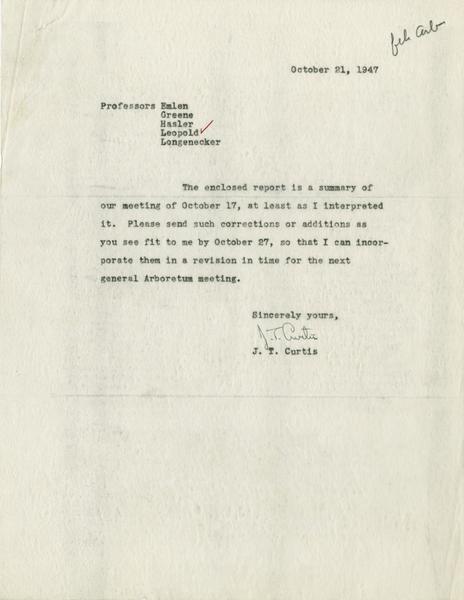 October 21, 1947
Professors Emlen
Greene
Hasler
Leopold
Longenecker
The enclosed report is a summary of
our meeting of October 17, at least as I interpreted
it. Please send such corrections or additions as
you see fit to me by October 27, so that I can incor-
porate them in a revision in time for the next
general Arboretum meeting.
Sincerely yours,
J. T. Curtis
J. T. Curtis